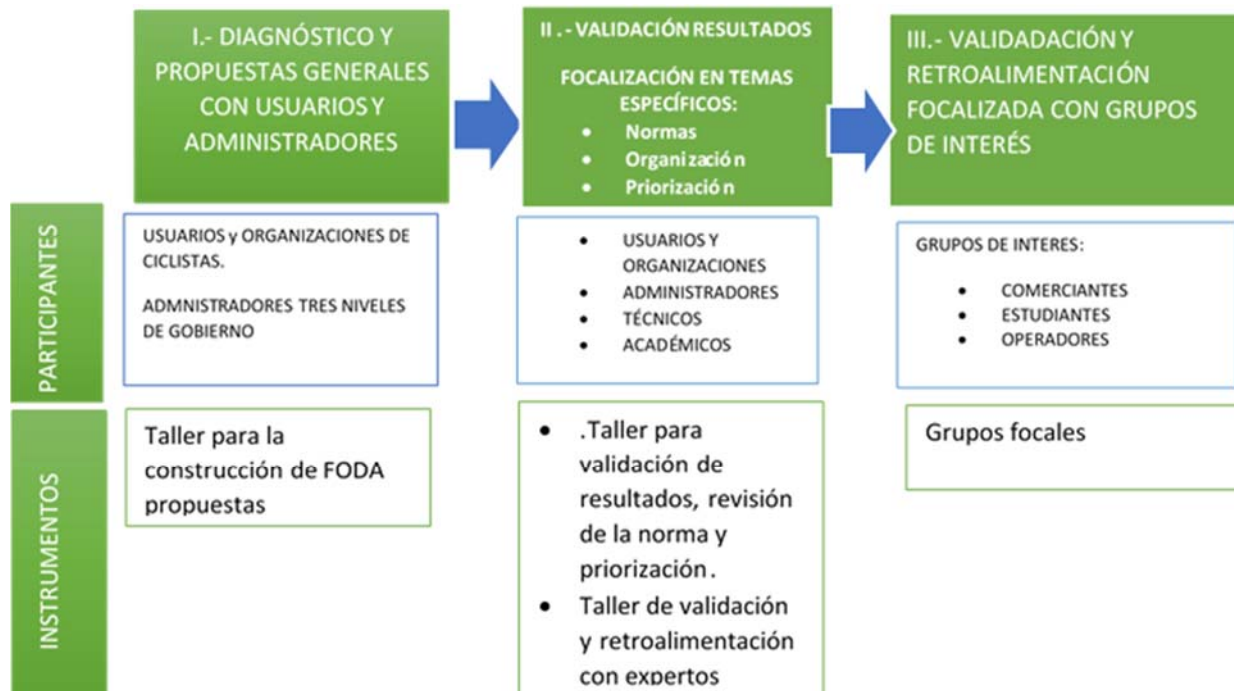 I.- DIAGNÓSTICO Y
PROPUESTAS GENERALES
CON USUARIOS Y
ADMINISTRADORES
II . - VALIDACIÓN RESULTADOS
FOCALIZACIÓN EN TEMAS
ESPECÍFICOS:
• Normas
• Organización
• Priorización
III.- VALIDADACIÓN Y
RETROALIMENTACIÓN
FOCALIZADA CON GRUPOS
DE INTERÉS
PARTICIPANTES
USUARIOS y ORGANIZACIONES DE
CICLISTAS.
ADMNISTRADORES TRES NIVELES
DE GOBIERNO
• USUARIOS Y
ORGANIZACIONES
• ADMINISTRADORES
• TÉCNICOS
• ACADÉMICOS
GRUPOS DE INTERES:
• COMERCIANTES
• ESTUDIANTES
• OPERADORES
INSTRUMENTOS
Taller para la
construcción de FODA
propuestas
• .Taller para
validación de
resultados, revisión
de la norma y
priorización.
• Taller de validación
y retroalimentación
con expertos
Grupos focales